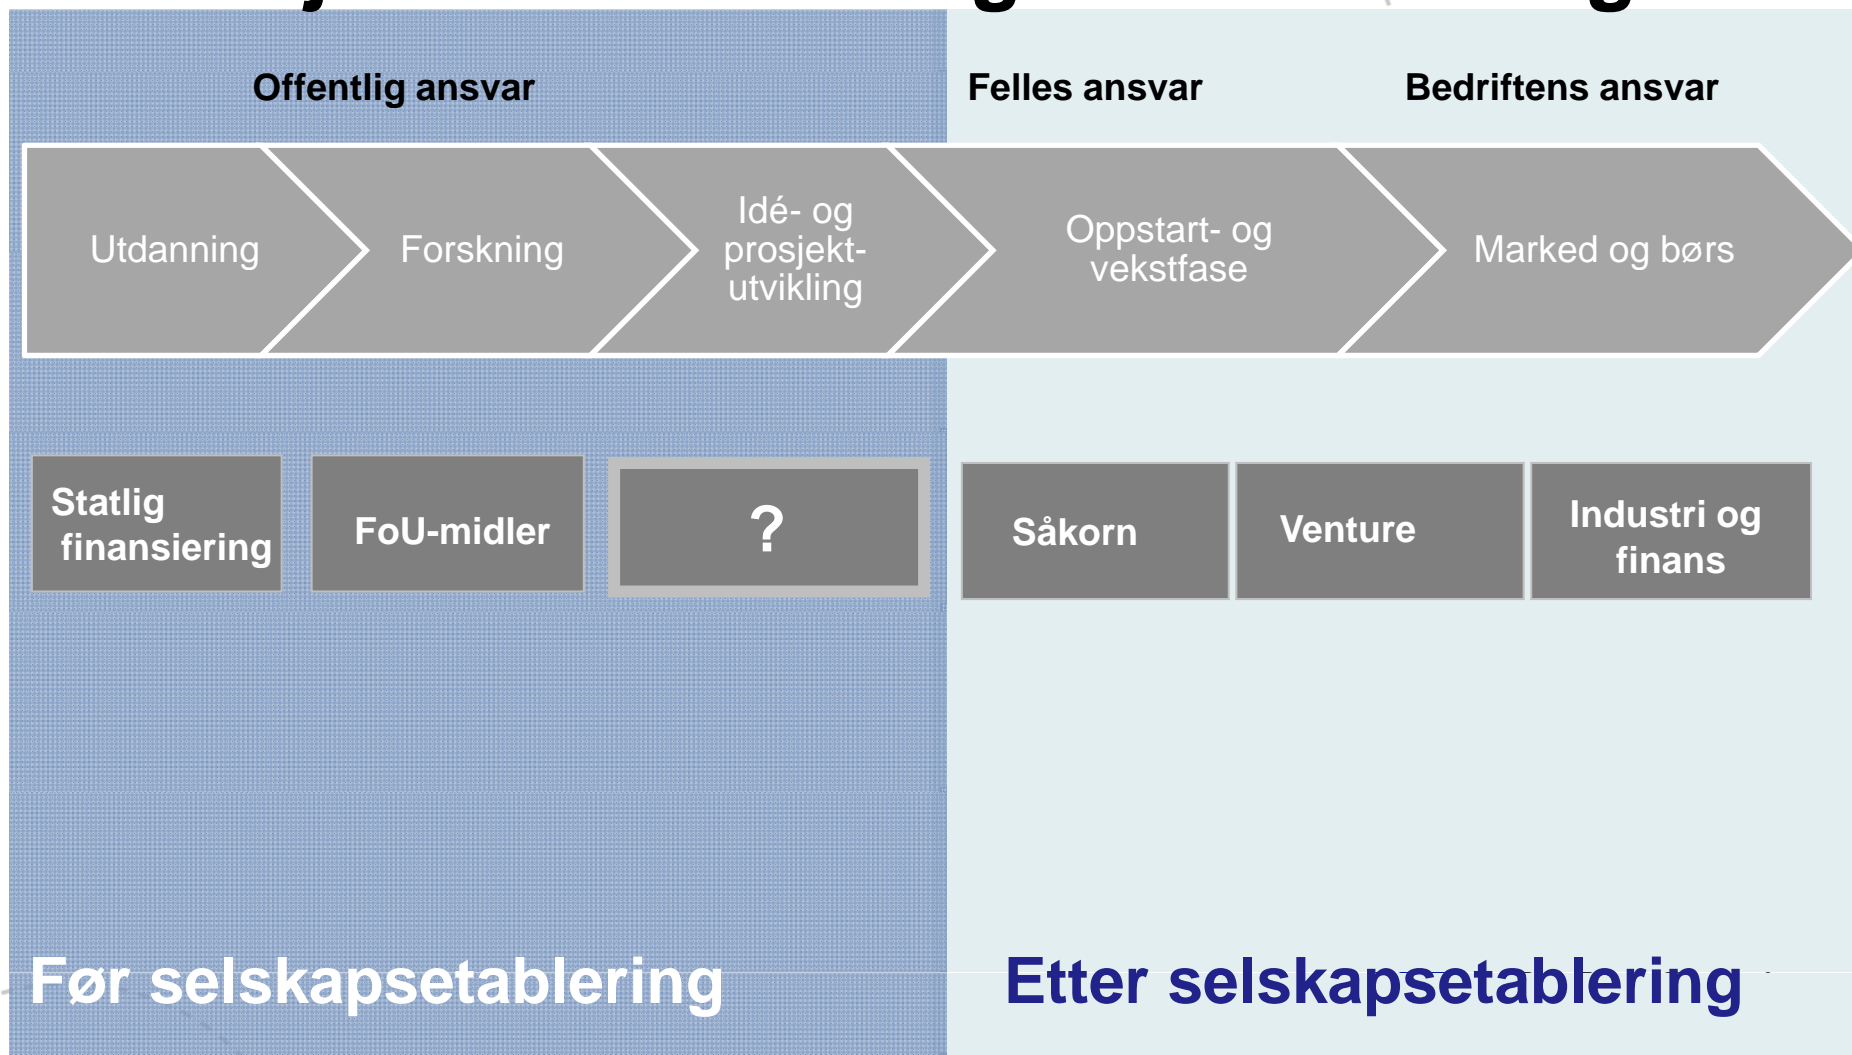 Offentlig ansvar
Felles ansvar
Bedriftens ansvar
Utdanning
Forskning
Idé- og
prosjekt-
utvikling
Oppstart- og
vekstfase
Marked og børs
Statlig
finansiering
FoU-midler
?
Såkorn
Venture
Industri og
finans
Før selskapsetablering
Etter selskapsetablering